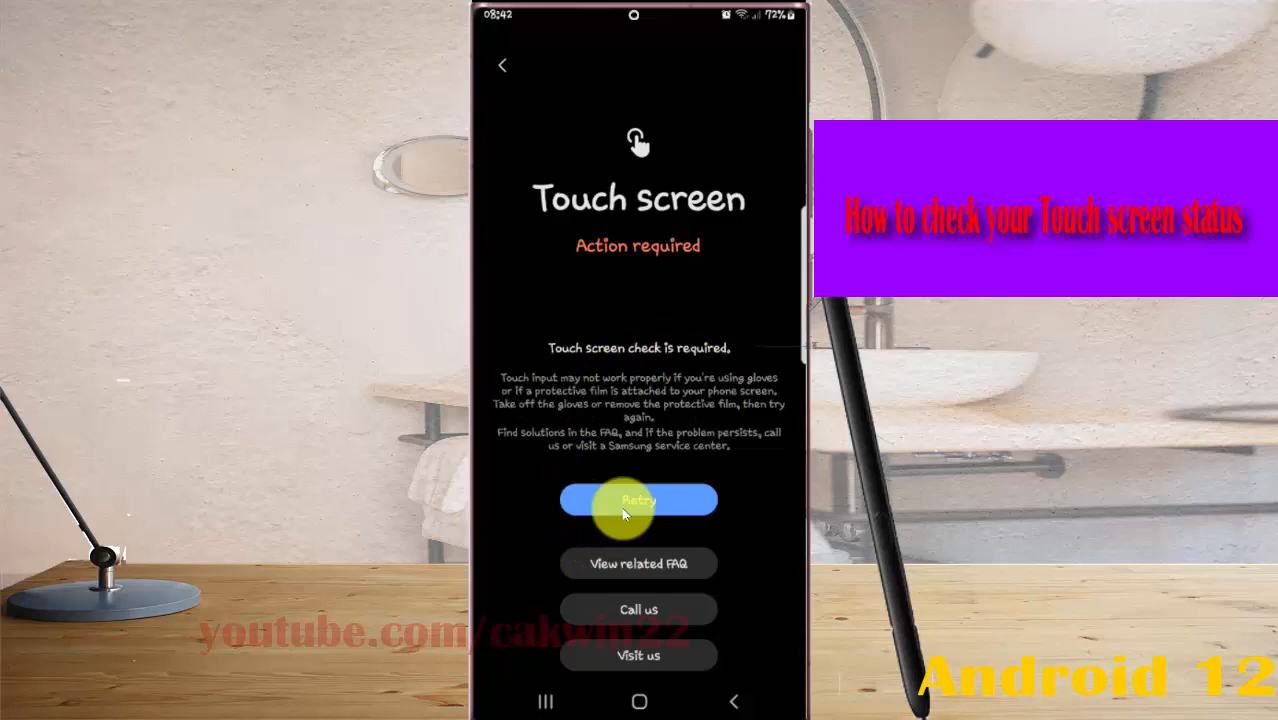 08:42
72%
Touch screen
Action required
Touch screen check is required.
Touch input may not work properly if you're using gloves
or if a protective film is attached to your phone screen.
Take off the gloves or remove the protective film, then try
again.
Find solutions in the FAQ, and if the problem persists, call
us or visit a Samsung service center.
Retry
View related FAQ
Call us
Visit us
How to check your Touch screen status
youtube.com/cakwin22
Android 12